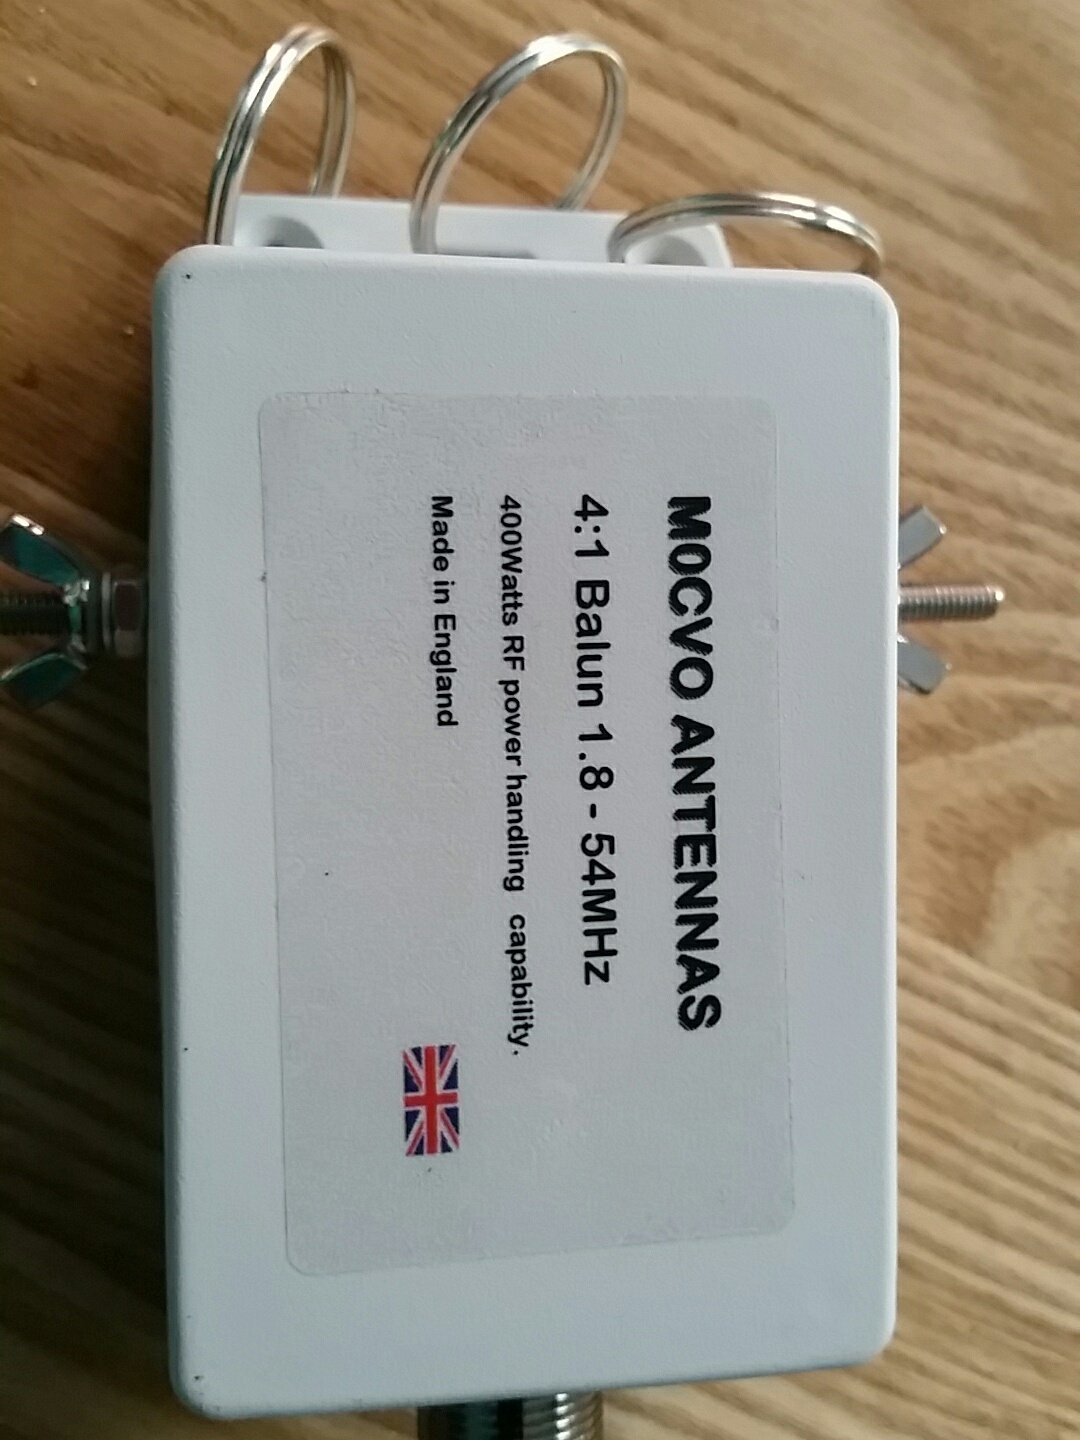 M0CVO ANTENNAS
4:1 Balun 1.8 - 54MHz
400Watts RF power handling capability.
Made in England